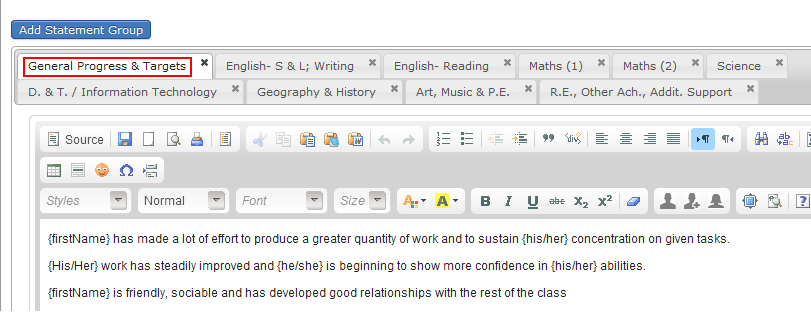 Add Statement Group
General Progress & Targets English- S & L; Writing English- Reading Maths (1) Maths (2) Science
D. & T. / Information Technology Geography & History Art, Music & P.E. R.E., Other Ach., Addit. Support
Source
Styles Normal Font Size A A B I U abc X₂ X²
{firstName} has made a lot of effort to produce a greater quantity of work and to sustain {his/her} concentration on given tasks.
{His/Her} work has steadily improved and {he/she} is beginning to show more confidence in {his/her} abilities.
{firstName} is friendly, sociable and has developed good relationships with the rest of the class